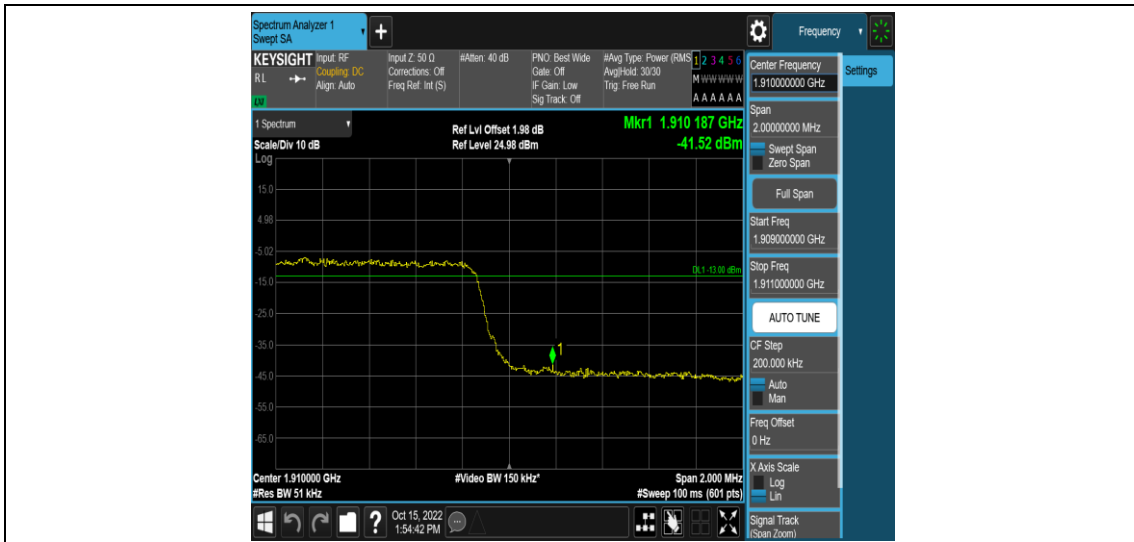 Spectrum Analyzer 1
Swept SA
+
Frequency
KEYSIGHT
RL
LXI
Input: RF
Coupling: DC
Align: Auto
Input Z: 50 Ω
Corrections: Off
Freq Ref: Int (S)
#Atten: 40 dB
PNO: Best Wide
Gate: Off
IF Gain: Low
Sig Track: Off
#Avg Type: Power (RMS
Avg|Hold: 30/30
Trig: Free Run
1 2 3 4 5 6
M W W W W W
A A A A A A
1 Spectrum
Scale/Div 10 dB
Log
Ref Lvl Offset 1.98 dB
Ref Level 24.98 dBm
Mkr1 1.910 187 GHz
-41.52 dBm
15.0
4.98
-5.02
-15.0
-25.0
-35.0
-45.0
-55.0
-65.0
DL1 -13.00 dBm
1
Center 1.910000 GHz
#Res BW 51 kHz
#Video BW 150 kHz*
Span 2.000 MHz
#Sweep 100 ms (601 pts)
?
Oct 15, 2022
1:54:42 PM
Center Frequency
1.910000000 GHz
Settings
Span
2.00000000 MHz
Swept Span
Zero Span
Full Span
Start Freq
1.909000000 GHz
Stop Freq
1.911000000 GHz
AUTO TUNE
CF Step
200.000 kHz
Auto
Man
Freq Offset
0 Hz
X Axis Scale
Log
Lin
Signal Track
(Span Zoom)